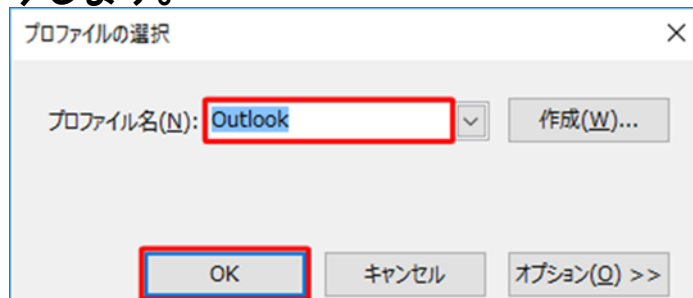 プロファイルの選択
プロファイル名(N): Outlook 作成(W)...
OK キャンセル オプション(O) >>